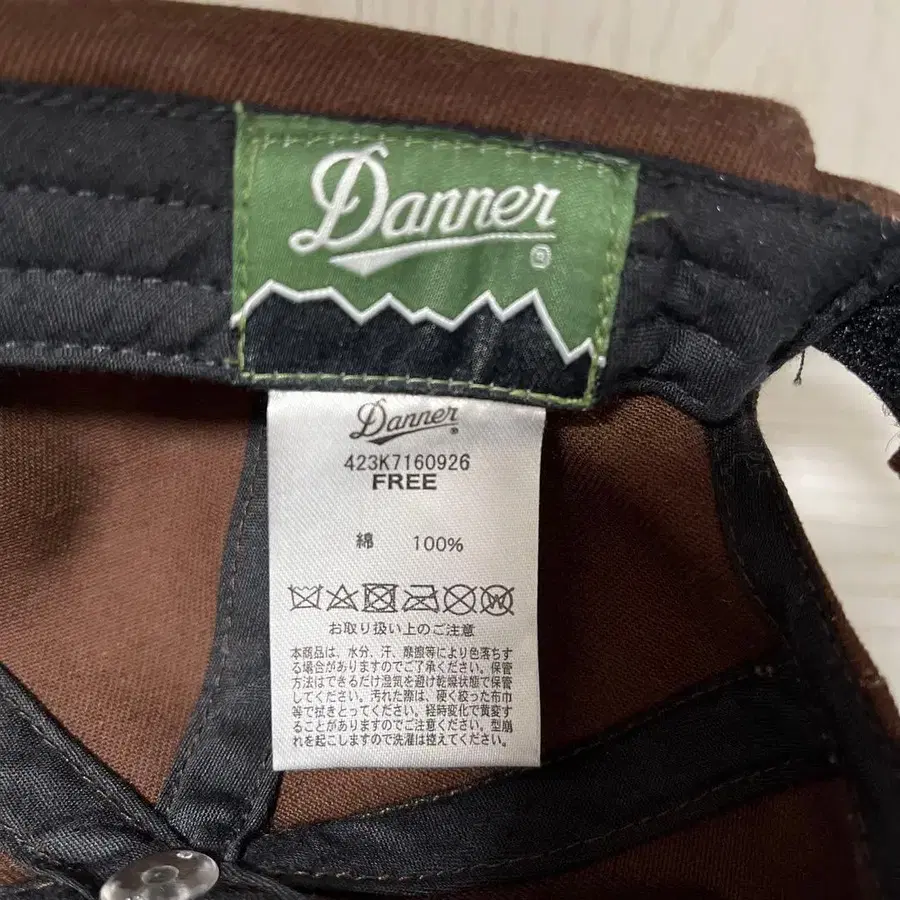 Danner
®
Danner®
423K7160926
FREE
綿 100%
W
お取り扱い上のご注意
本商品は、水分、汗、摩擦等により色落ちす
る場合がありますのでご了承ください。保管
方法はできるだけ湿気を避け乾燥状態で保管
してください。汚れた際は、硬く絞った布巾
等で拭きとってください。経時変化で黄変す
ることがありますのでご注意ください。型崩
れを起こしますので洗濯は控えてください。